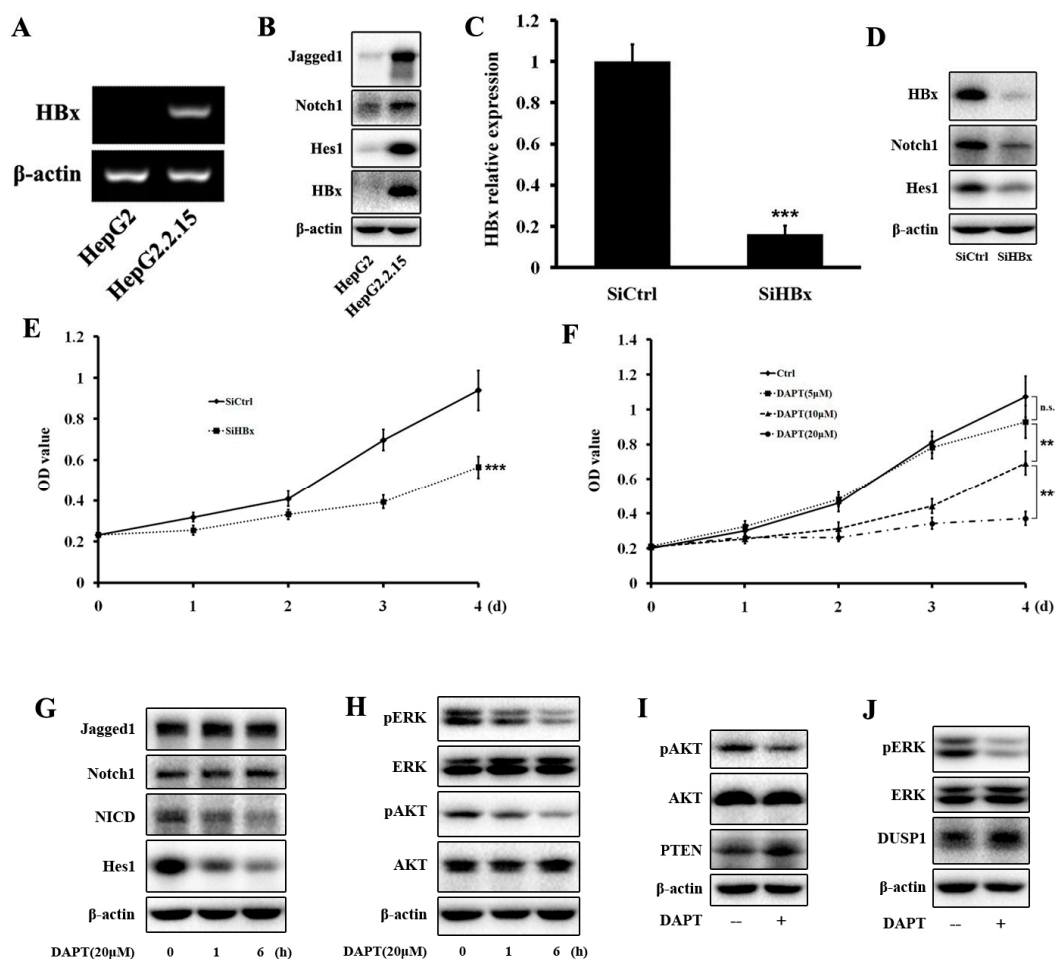 A
HBx
β-actin
HepG2
HepG2.2.15
B
Jagged1
Notch1
Hes1
HBx
β-actin
HepG2
HepG2.2.15
C
HBx relative expression
1.2
1
0.8
0.6
0.4
0.2
0
***
SiCtrl
SiHBx
D
HBx
Notch1
Hes1
β-actin
SiCtrl SiHBx
E
OD value
1.2
1
0.8
0.6
0.4
0.2
0
SiCtrl
SiHBx
***
0 1 2 3 4 (d)
F
OD value
1.6
1.4
1.2
1
0.8
0.6
0.4
0.2
0
Ctrl
DAPT(5μM)
DAPT(10μM)
DAPT(20μM)
n.s.
**
**
0 1 2 3 4 (d)
G
Jagged1
Notch1
NICD
Hes1
β-actin
DAPT(20μM) 0 1 6 (h)
H
pERK
ERK
pAKT
AKT
β-actin
DAPT(20μM) 0 1 6 (h)
I
pAKT
AKT
PTEN
β-actin
DAPT -- +
J
pERK
ERK
DUSP1
β-actin
DAPT -- +